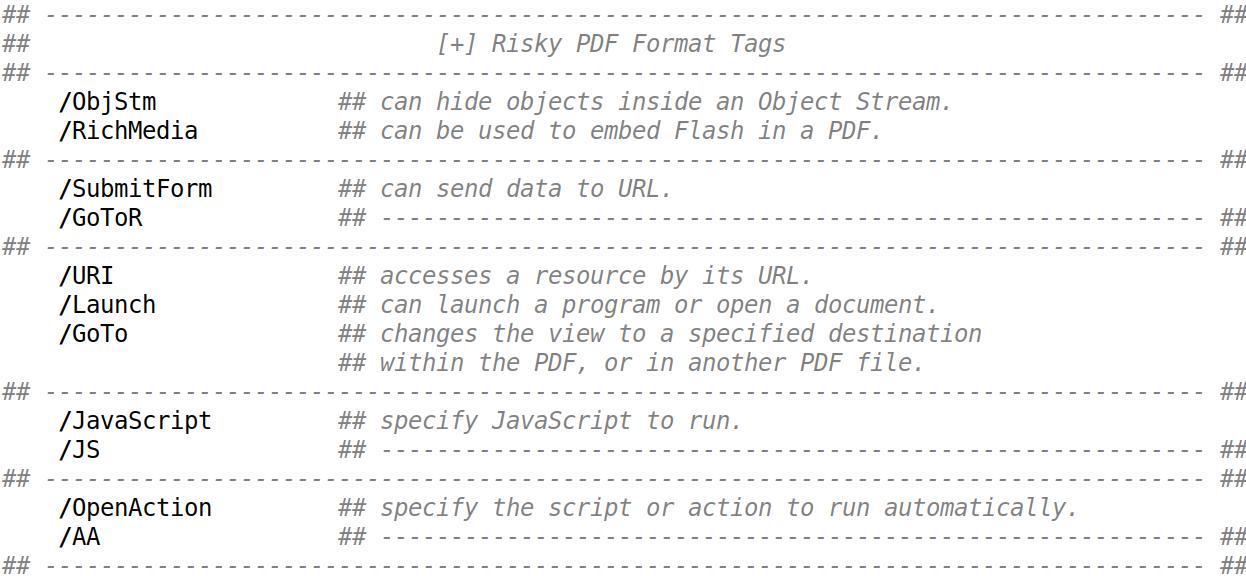 ## ----------------------------------------------------------------------------------- ##
## [+] Risky PDF Format Tags
## ----------------------------------------------------------------------------------- ##
/ObjStm ## can hide objects inside an Object Stream.
/RichMedia ## can be used to embed Flash in a PDF.
## ----------------------------------------------------------------------------------- ##
/SubmitForm ## can send data to URL.
/GoToR ## ----------------------------------------------------------- ##
## ----------------------------------------------------------------------------------- ##
/URI ## accesses a resource by its URL.
/Launch ## can launch a program or open a document.
/GoTo ## changes the view to a specified destination
## within the PDF, or in another PDF file.
## ----------------------------------------------------------------------------------- ##
/JavaScript ## specify JavaScript to run.
/JS ## ----------------------------------------------------------- ##
## ----------------------------------------------------------------------------------- ##
/OpenAction ## specify the script or action to run automatically.
/AA ## ----------------------------------------------------------- ##
## ----------------------------------------------------------------------------------- ##